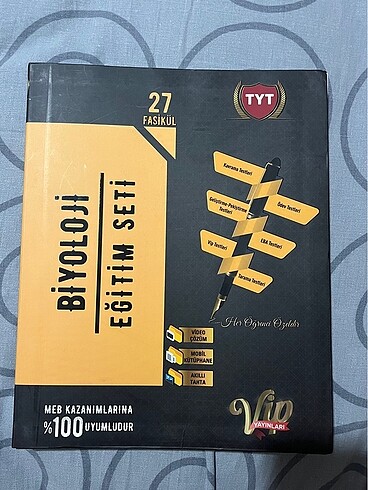 27
FASİKÜL
TYT
Kavrama Testleri
Geliştirme-Pekiştirme
Testleri
Ödev Testleri
Vip Testleri
EBA Testleri
Tarama Testleri
BİYOLOJİ
EĞİTİM SETİ
Her Öğrenci Özeldir
VİDEO
ÇÖZÜM
MOBİL
KÜTÜPHANE
AKILLI
TAHTA
MEB KAZANIMLARINA
%100 UYUMLUDUR
Vip
YAYINLARI